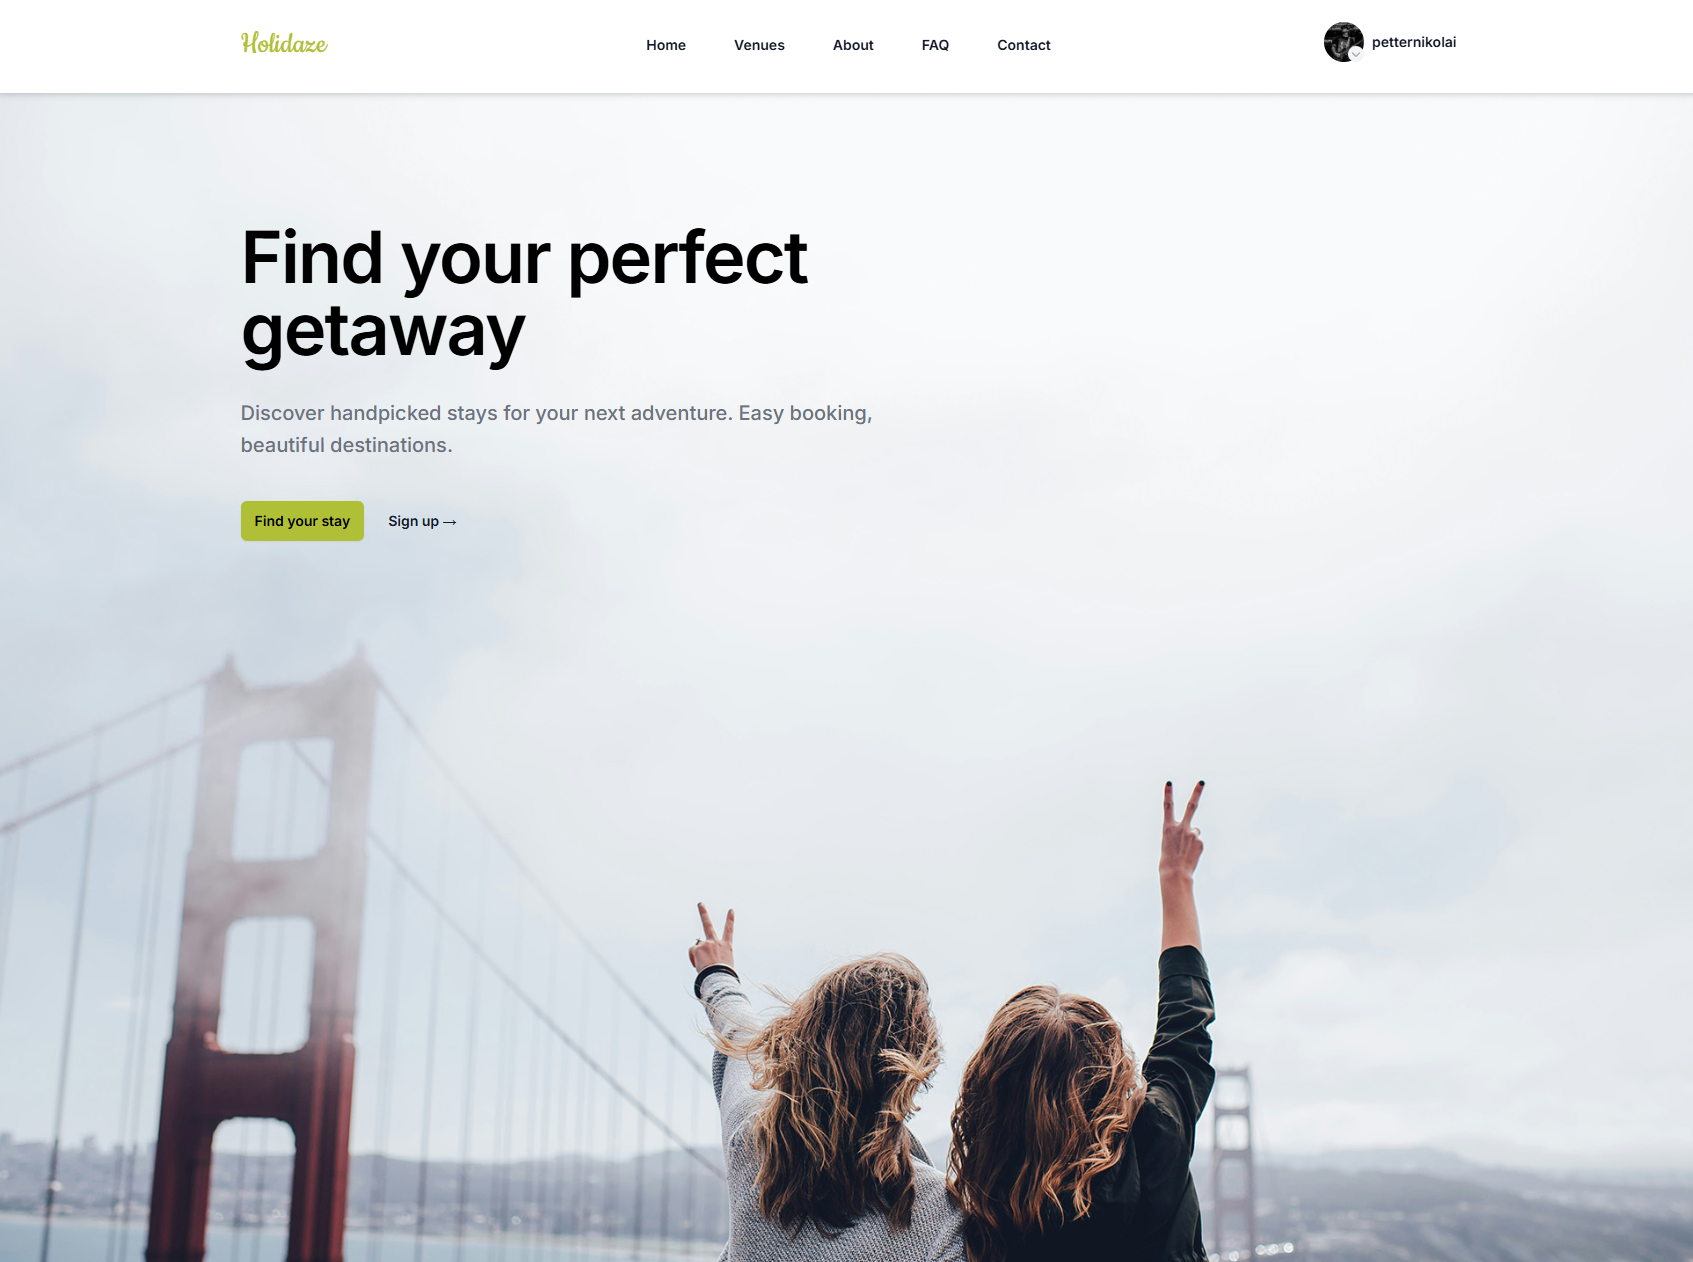 Holidaze
Home Venues About FAQ Contact
petternikolai
Find your perfect
getaway
Discover handpicked stays for your next adventure. Easy booking,
beautiful destinations.
Find your stay Sign up →